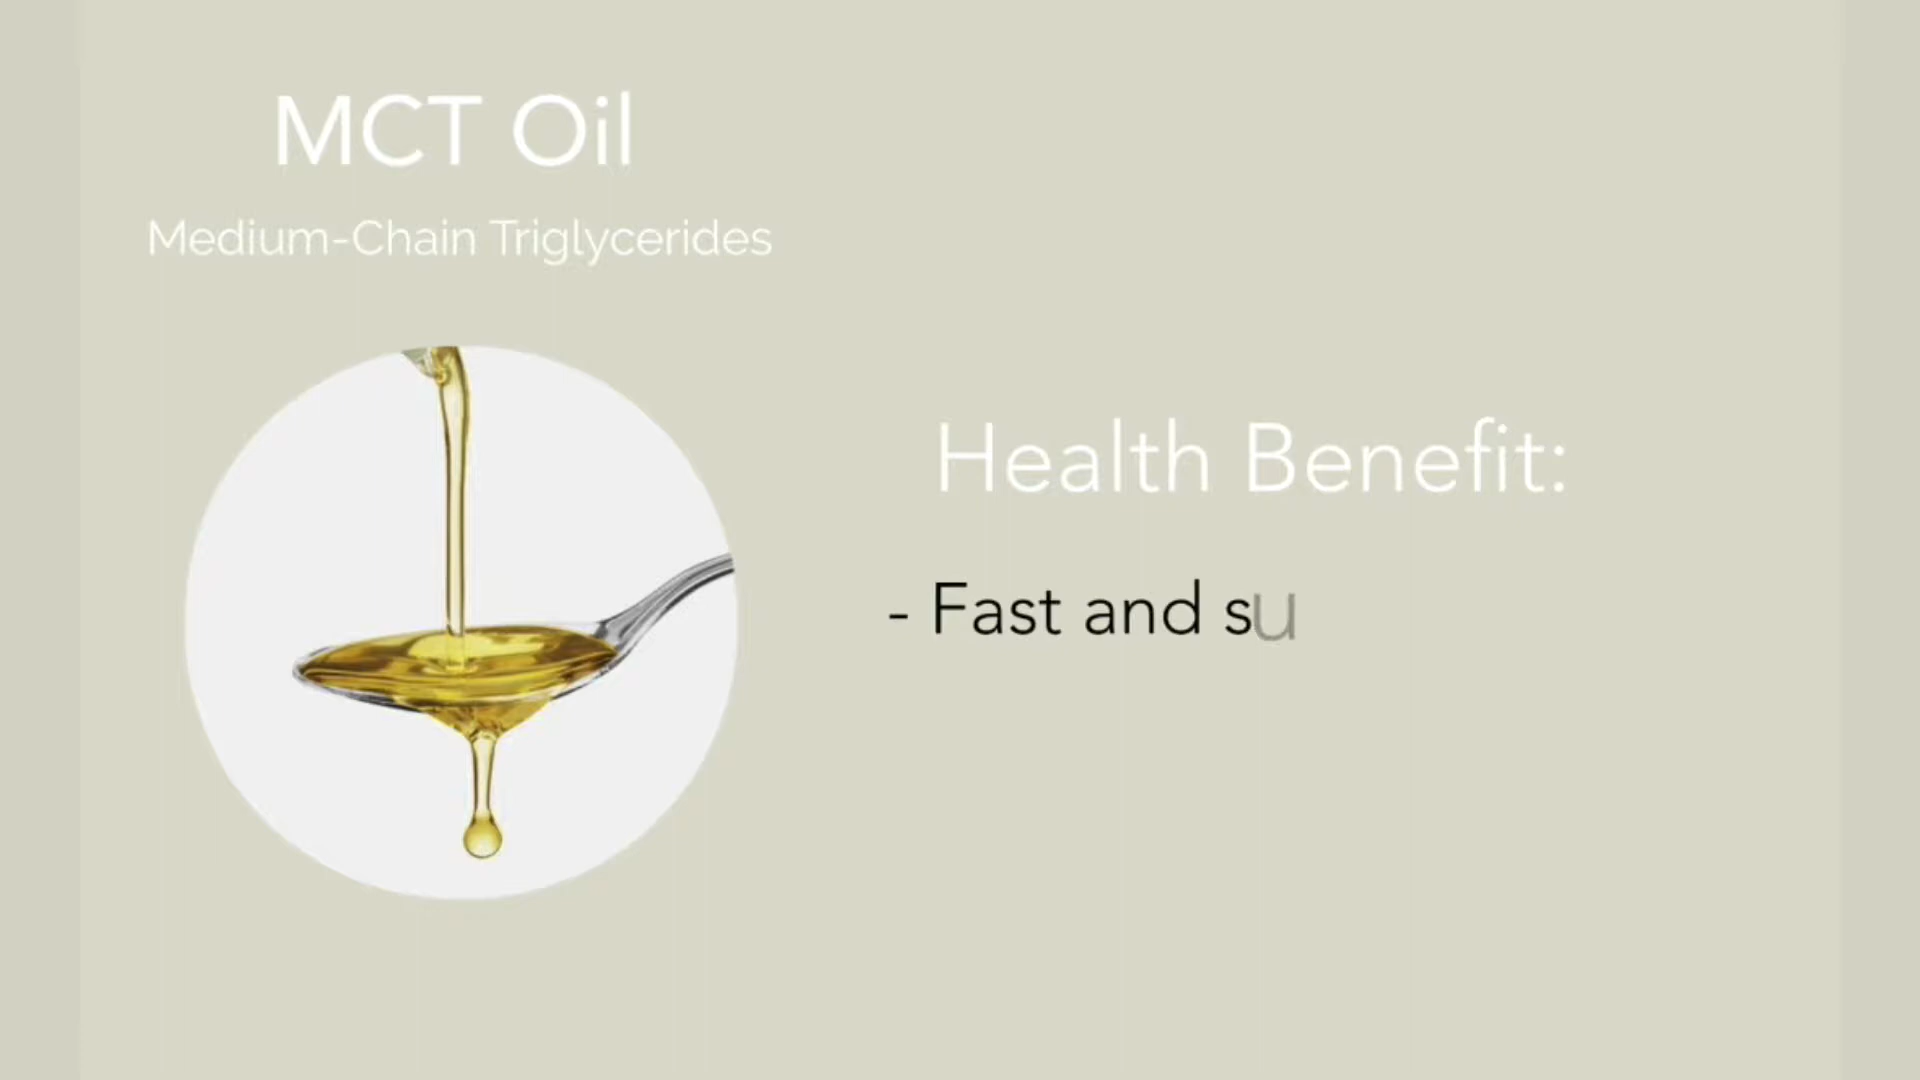 MCT Oil
Medium-Chain Triglycerides
Health Benefit:
- Fast and su